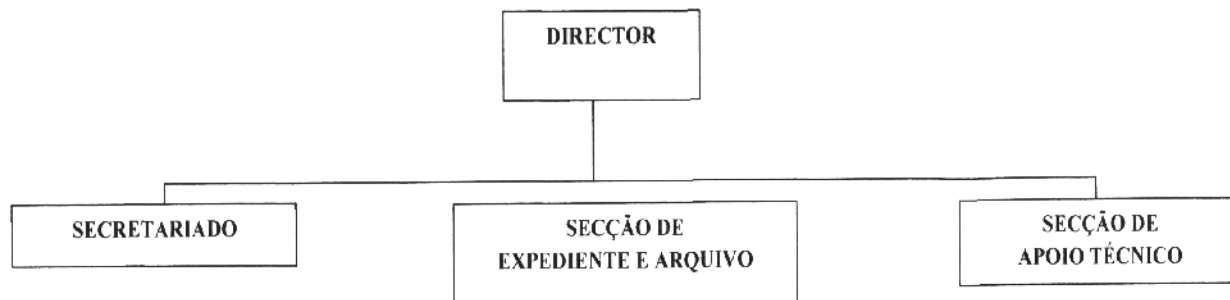 DIRECTOR
SECRETARIADO
SECÇÃO DE
EXPEDIENTE E ARQUIVO
SECÇÃO DE
APOIO TÉCNICO